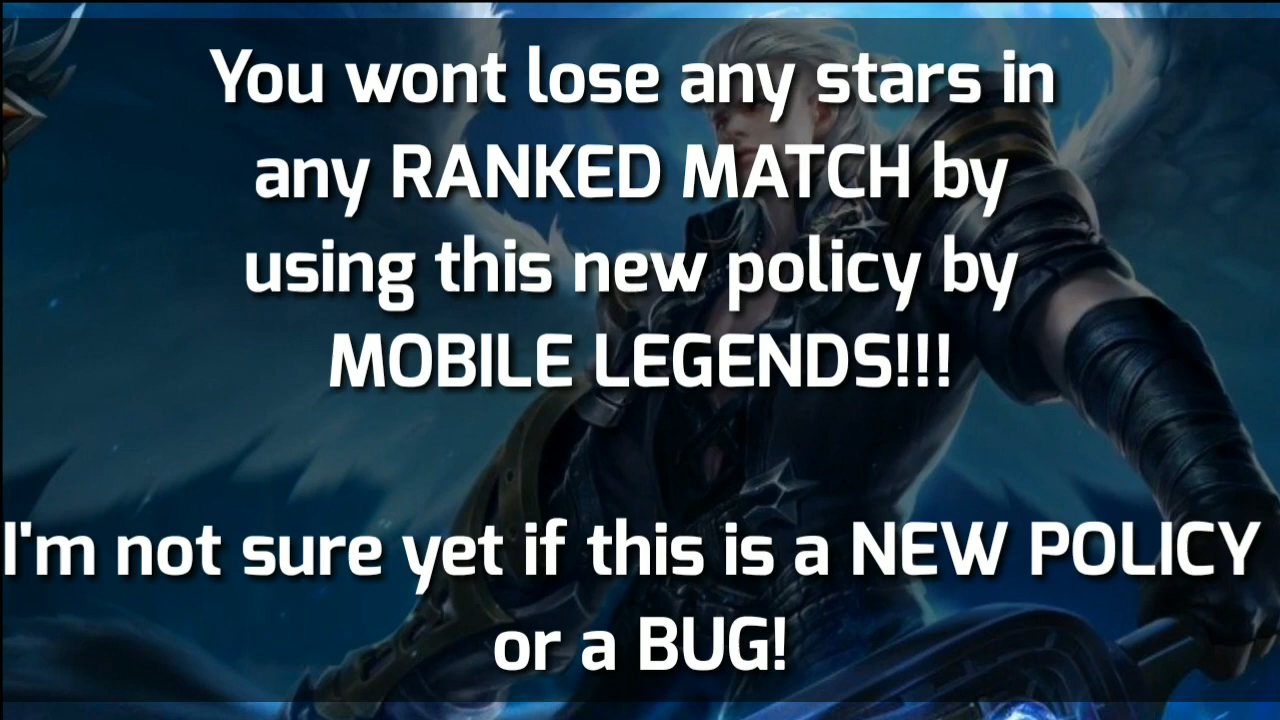 You wont lose any stars in
any RANKED MATCH by
using this new policy by
MOBILE LEGENDS!!!
I'm not sure yet if this is a NEW POLICY
or a BUG!